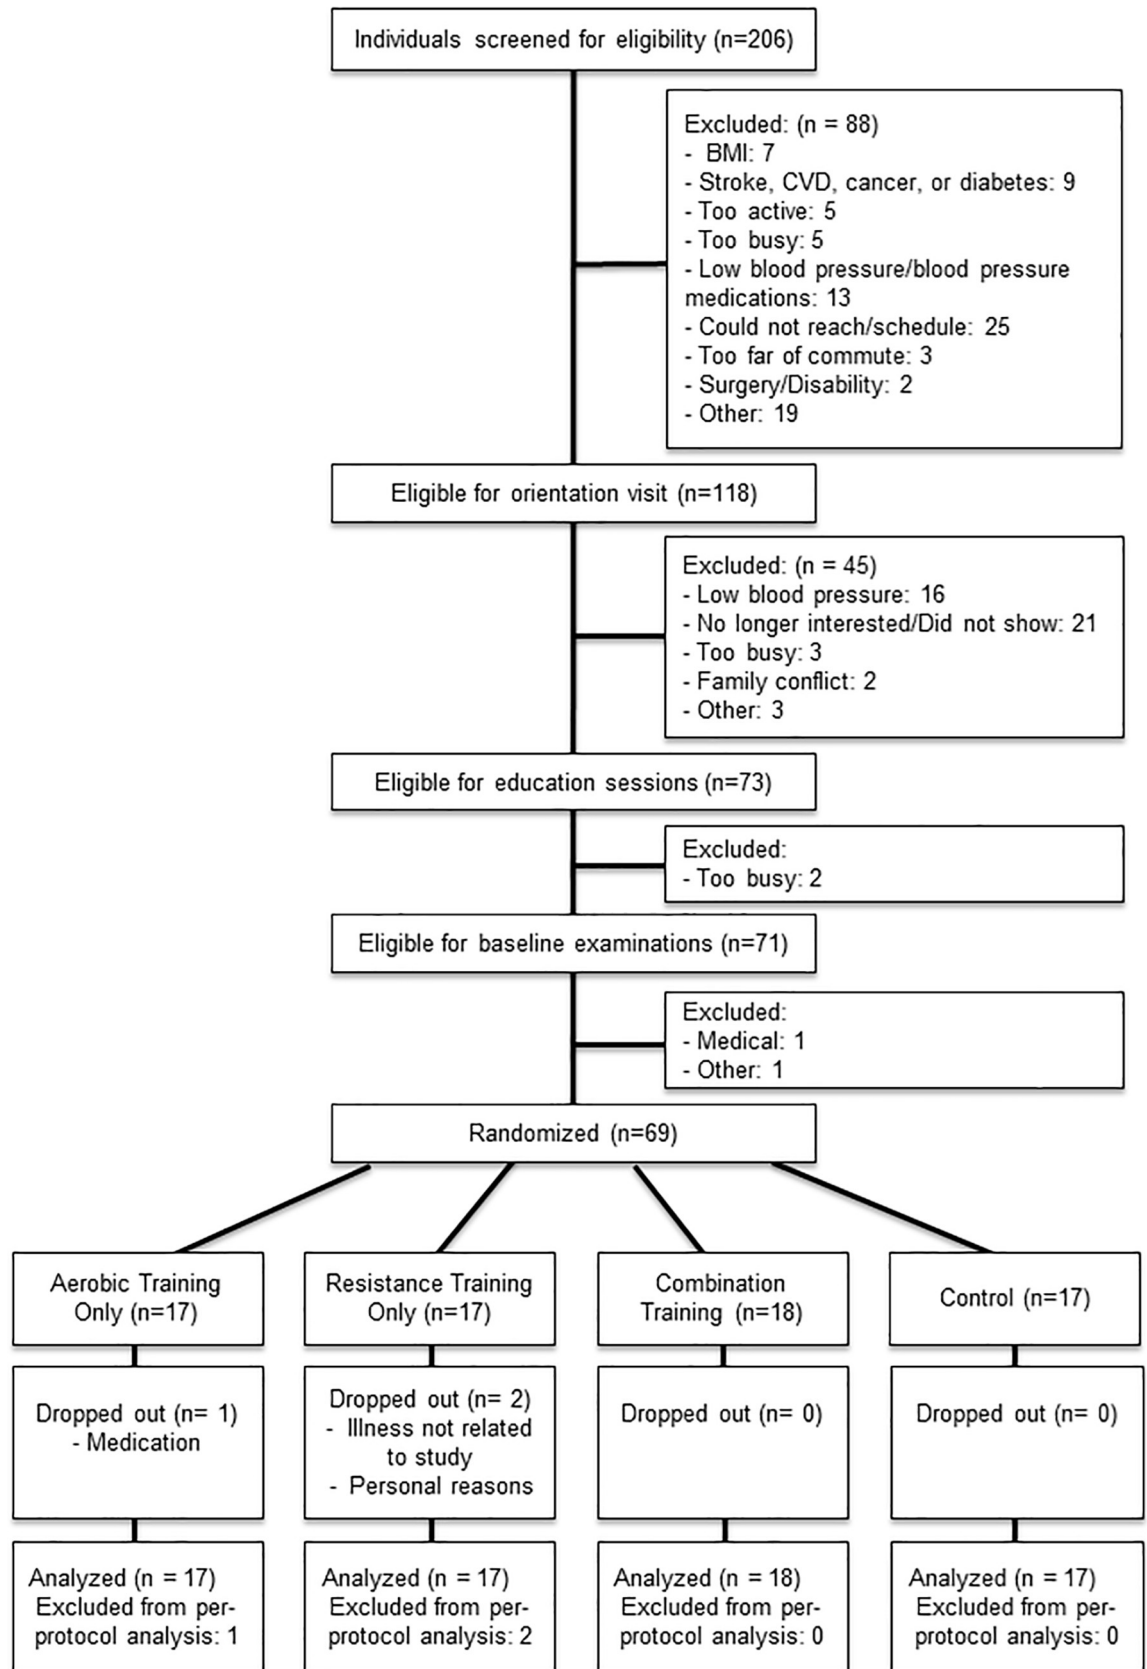 Individuals screened for eligibility (n=206)
Excluded: (n = 88)
- BMI: 7
- Stroke, CVD, cancer, or diabetes: 9
- Too active: 5
- Too busy: 5
- Low blood pressure/blood pressure
medications: 13
- Could not reach/schedule: 25
- Too far of commute: 3
- Surgery/Disability: 2
- Other: 19
Eligible for orientation visit (n=118)
Excluded: (n = 45)
- Low blood pressure: 16
- No longer interested/Did not show: 21
- Too busy: 3
- Family conflict: 2
- Other: 3
Eligible for education sessions (n=73)
Excluded:
- Too busy: 2
Eligible for baseline examinations (n=71)
Excluded:
- Medical: 1
- Other: 1
Randomized (n=69)
Aerobic Training
Only (n=17)
Resistance Training
Only (n=17)
Combination
Training (n=18)
Control (n=17)
Dropped out (n= 1)
- Medication
Dropped out (n= 2)
- Illness not related
to study
- Personal reasons
Dropped out (n= 0)
Dropped out (n= 0)
Analyzed (n = 17)
Excluded from per-
protocol analysis: 1
Analyzed (n = 17)
Excluded from per-
protocol analysis: 2
Analyzed (n = 18)
Excluded from per-
protocol analysis: 0
Analyzed (n = 17)
Excluded from per-
protocol analysis: 0